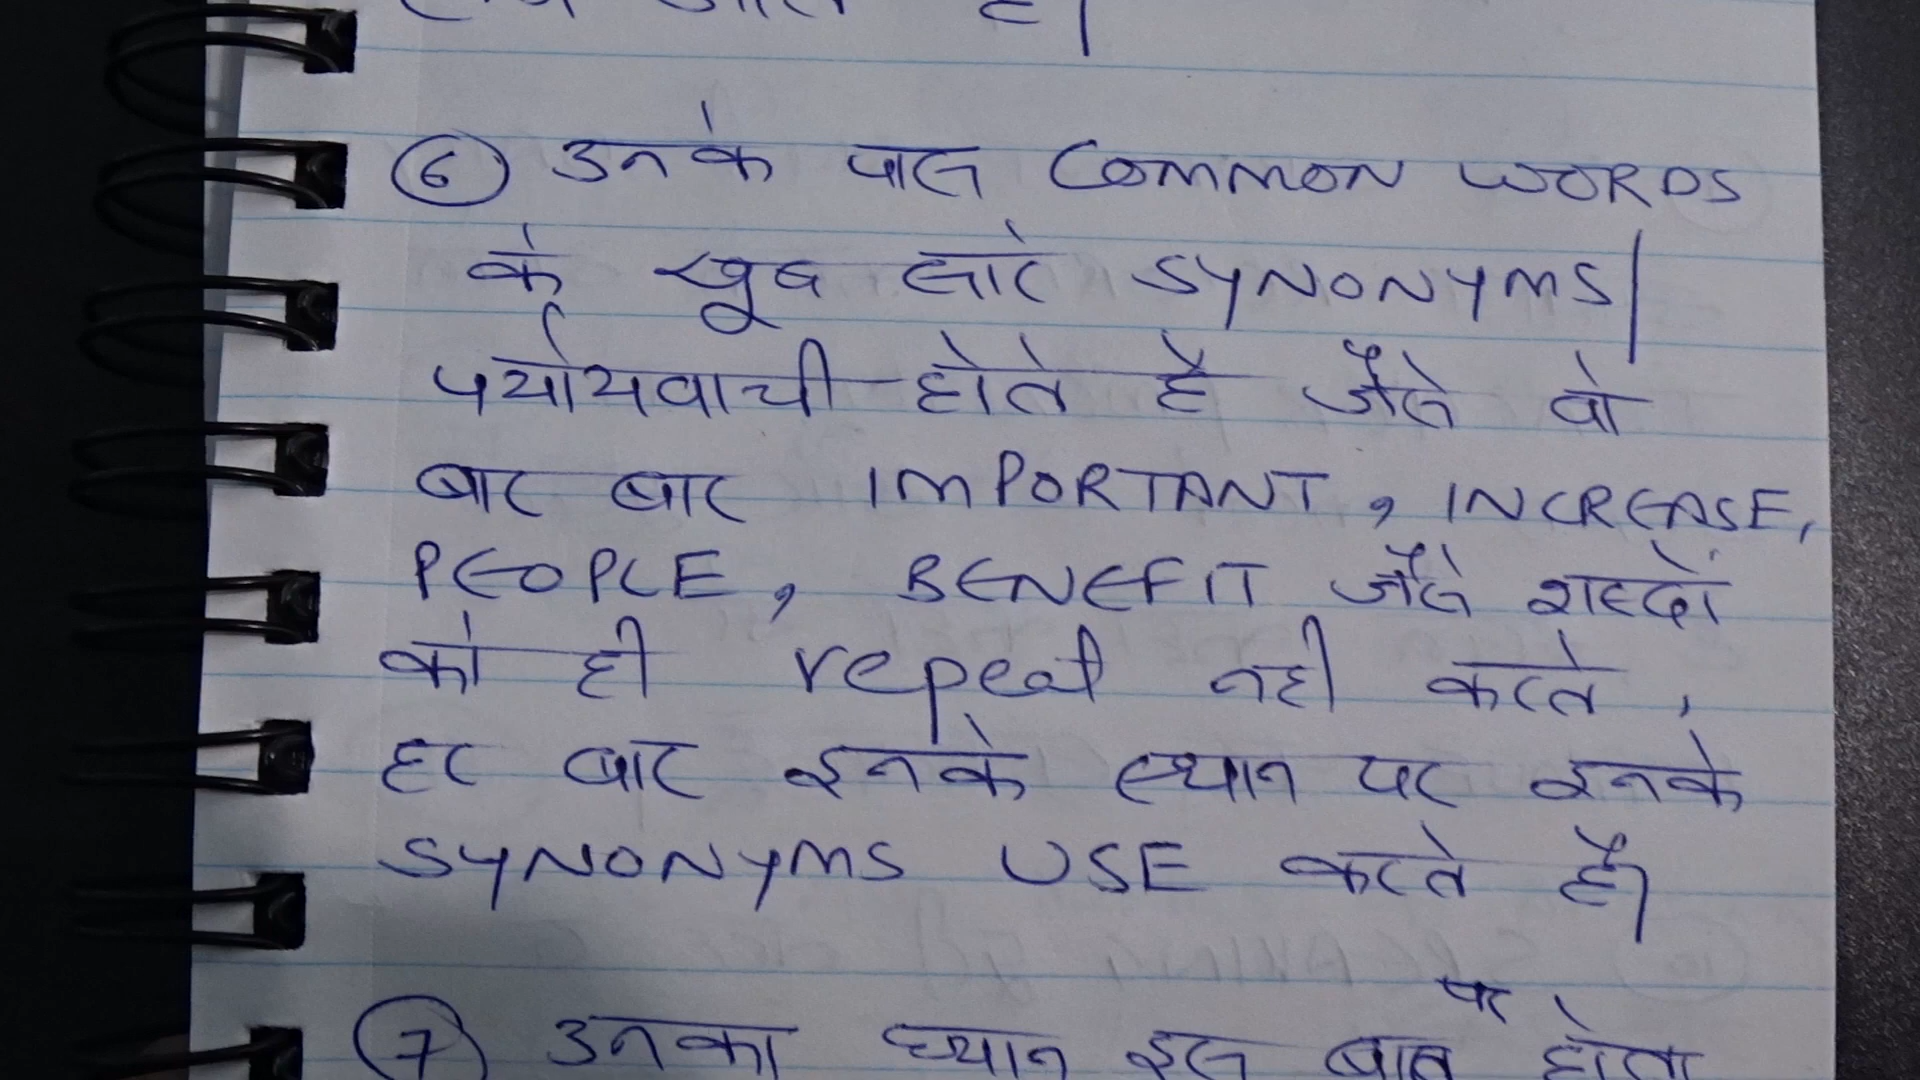 ⑥ उनके पास COMMON WORDS
के खूब सारे SYNONYMS/
पर्यायवाची होते है जैसे वो
बार बार IMPORTANT, INCREASE,
PEOPLE, BENEFIT जैसे शब्दों
को ही repeat नही करते,
हर बार इनके स्थान पर इनके
SYNONYMS USE करते है।
पर
⑦ उनका ध्यान इस बात होता